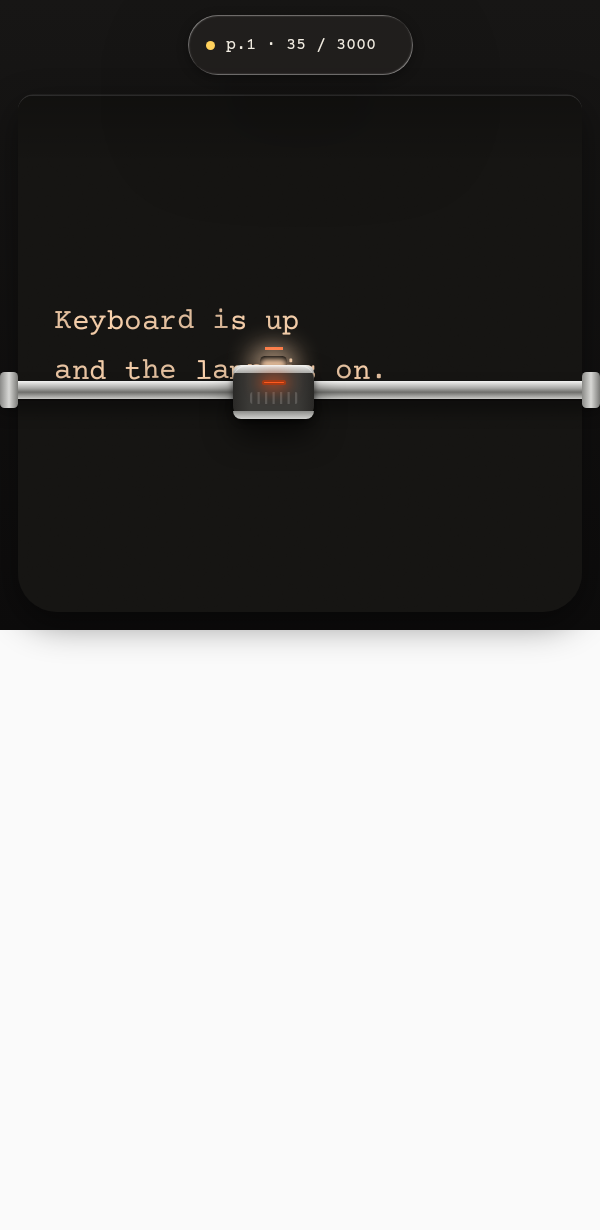 p.1 · 35 / 3000
Keyboard is up
and the on.